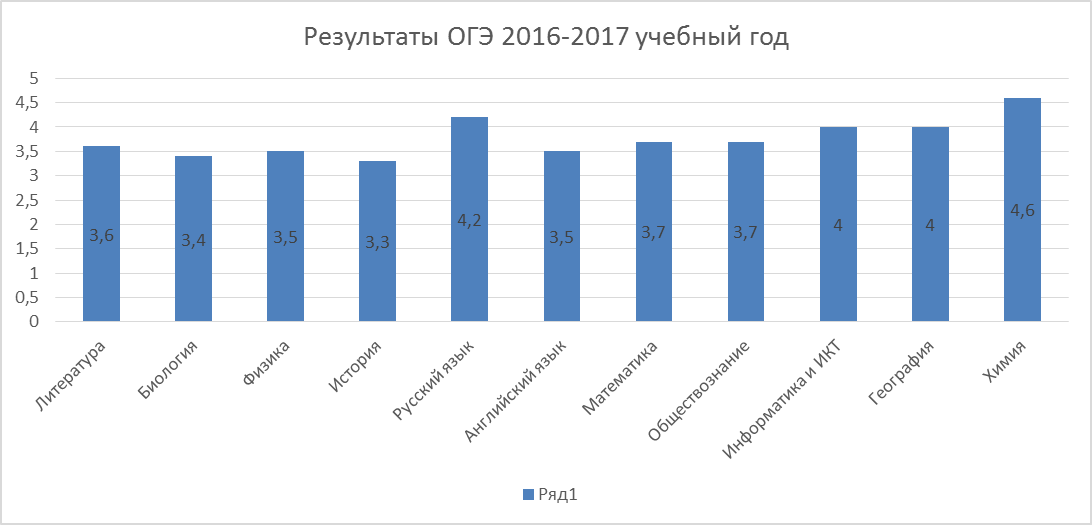 Результаты ОГЭ 2016-2017 учебный год
5
4,5
4
3,5
3
2,5
2
1,5
1
0,5
0
3,6
3,4
3,5
3,3
4,2
3,5
3,7
3,7
4
4
4,6
Литература
Биология
Физика
История
Русский язык
Английский язык
Математика
Обществознание
Информатика и ИКТ
География
Химия
Ряд1